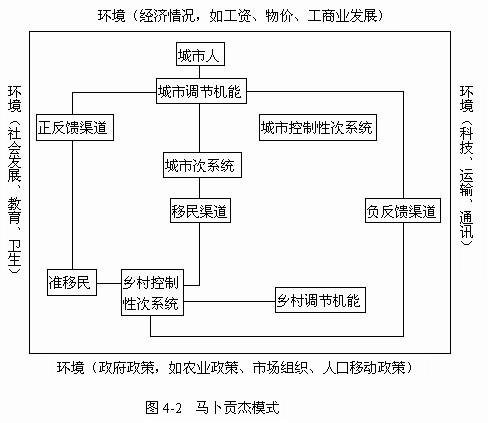 环境（经济情况，如工资、物价、工商业发展）
城市人
城市调节机能
正反馈渠道
城市控制性次系统
城市次系统
移民渠道
负反馈渠道
准移民
乡村控制
性次系统
乡村调节机能
环境（社会发展、教育、卫生）
环境（科技、运输、通讯）
环境（政府政策，如农业政策、市场组织、人口移动政策）
图 4-2 马卜贡杰模式